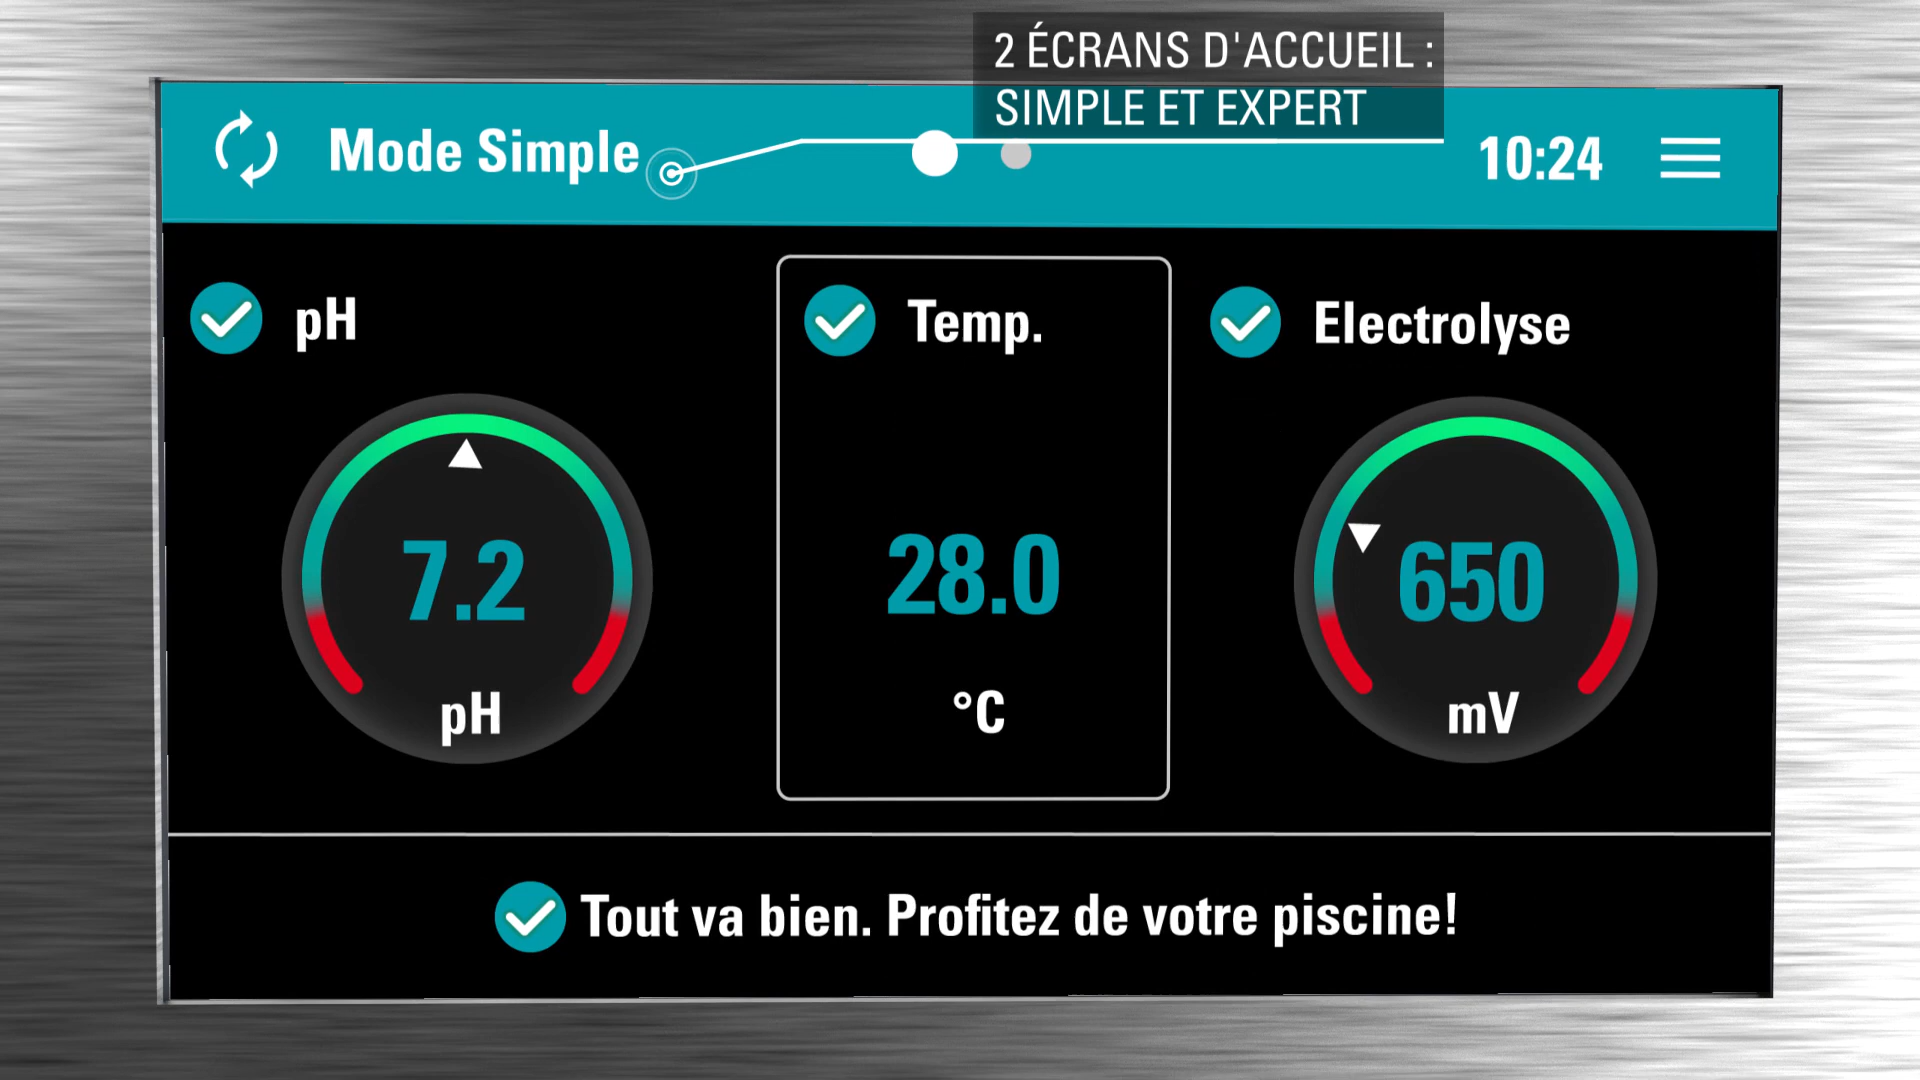 2 ÉCRANS D'ACCUEIL :
SIMPLE ET EXPERT
Mode Simple
10:24
pH
Temp.
Electrolyse
7.2
28.0
650
pH
°C
mV
Tout va bien. Profitez de votre piscine!